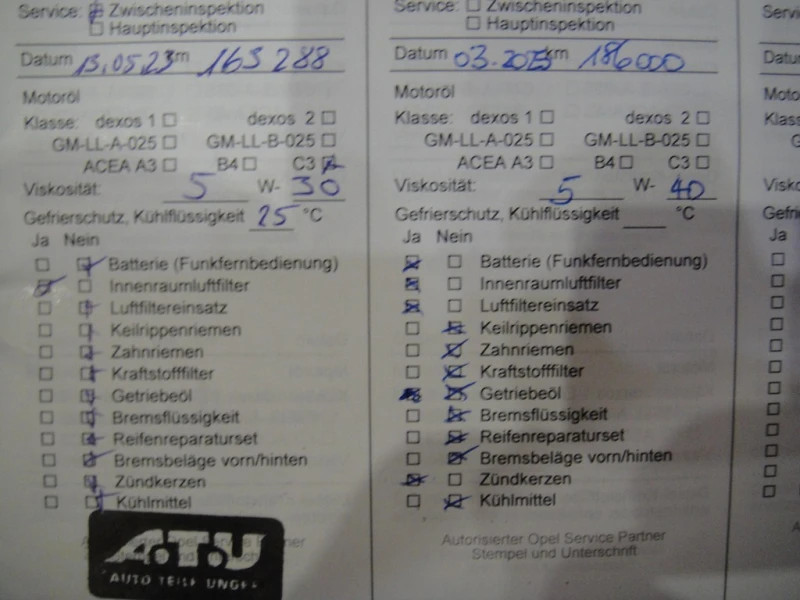 Service: Zwischeninspektion
Hauptinspektion
Datum 13.05.23 km 163 288
Motoröl
Klasse: dexos 1 dexos 2
GM-LL-A-025 GM-LL-B-025
ACEA A3 B4 C3
Viskosität: 5 W- 30
Gefrierschutz, Kühlflüssigkeit 25 °C
Ja Nein
Batterie (Funkfernbedienung)
Innenraumluftfilter
Luftfiltereinsatz
Keilrippenriemen
Zahnriemen
Kraftstofffilter
Getriebeöl
Bremsflüssigkeit
Reifenreparaturset
Bremsbeläge vorn/hinten
Zündkerzen
Kühlmittel
A.T.U
AUTO TEILE UNGER
Service: Zwischeninspektion
Hauptinspektion
Datum 03. km 186000
Motoröl
Klasse: dexos 1 dexos 2
GM-LL-A-025 GM-LL-B-025
ACEA A3 B4 C3
Viskosität: 5 W- 40
Gefrierschutz, Kühlflüssigkeit °C
Ja Nein
Batterie (Funkfernbedienung)
Innenraumluftfilter
Luftfiltereinsatz
Keilrippenriemen
Zahnriemen
Kraftstofffilter
Getriebeöl
Bremsflüssigkeit
Reifenreparaturset
Bremsbeläge vorn/hinten
Zündkerzen
Kühlmittel
Autorisierter Opel Service Partner
Stempel und Unterschrift
Ja